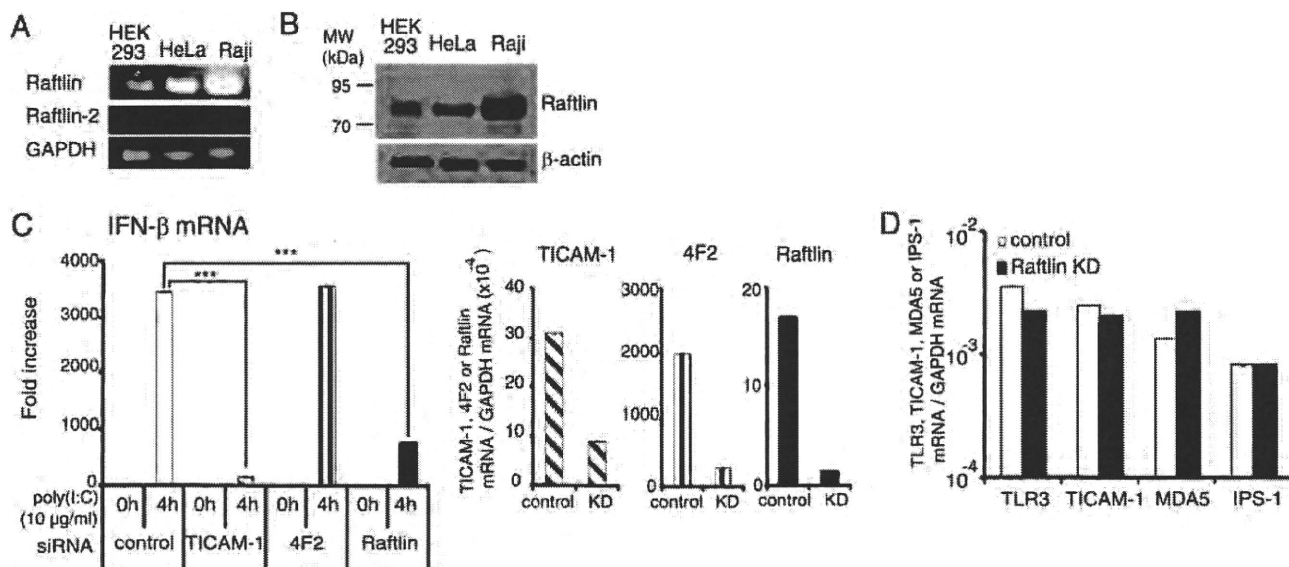 A
HEK
293 HeLa Raji
Raftlin
Raftlin-2
GAPDH
B
MW
(kDa)
HEK
293 HeLa Raji
95
70
Raftlin
β-actin
C
IFN-β mRNA
Fold increase
4000
3000
2000
1000
0
***
***
poly(I:C)
(10 µg/ml)
0h 4h 0h 4h 0h 4h 0h 4h
siRNA
control TICAM-1 4F2 Raftlin
TICAM-1, 4F2 or Raftlin
mRNA / GAPDH mRNA (x10-4)
TICAM-1
40
30
20
10
0
control KD
4F2
3000
2000
1000
0
control KD
Raftlin
20
10
0
control KD
D
TLR3, TICAM-1, MDA5 or IPS-1
mRNA / GAPDH mRNA
10-2
10-3
10-4
control
Raftlin KD
TLR3 TICAM-1 MDA5 IPS-1